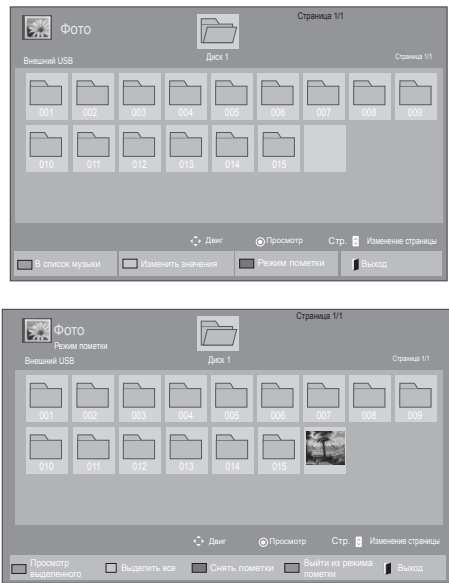 Страница 1/1
Фото
Внешний USB
Диск 1
Страница 1/1
001 002 003 004 005 006 007 008 009
010 011 012 013 014 015
Двиг Просмотр Стр. Изменение страницы
В список музыки Изменить значения Режим пометки Выход
Страница 1/1
Фото
Режим пометки
Внешний USB
Диск 1
Страница 1/1
001 002 003 004 005 006 007 008 009
010 011 012 013 014 015
Двиг Просмотр Стр. Изменение страницы
Просмотр выделенного Выделить все Снять пометки Выйти из режима пометки Выход